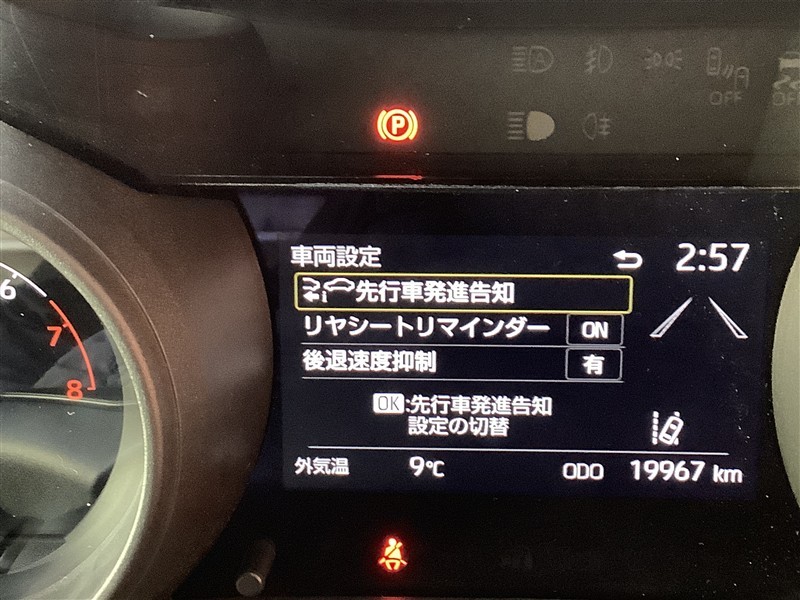 A
OFF
OFF
P
車両設定
2:57
先行車発進告知
リヤシートリマインダー ON
後退速度抑制 有
OK:先行車発進告知
設定の切替
外気温 9℃ ODO 19967 km
6
7
8